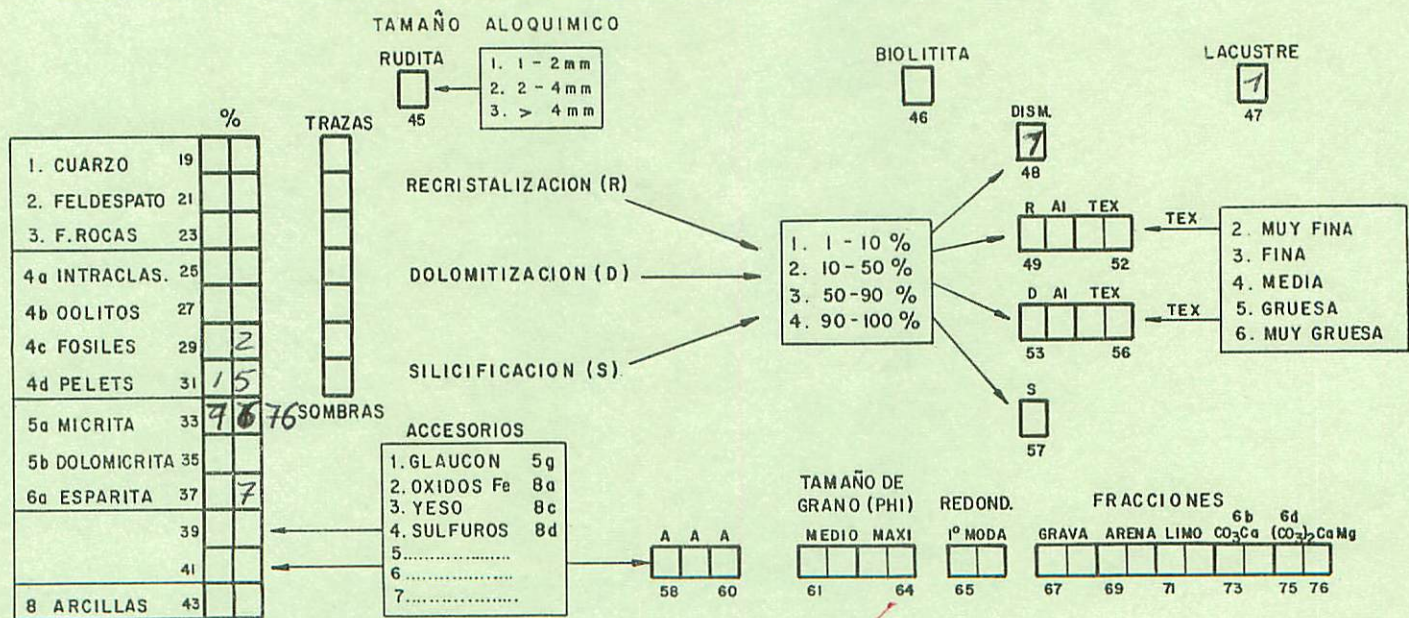 TAMAÑO ALOQUIMICO
RUDITA
45
1. 1 - 2 mm
2. 2 - 4 mm
3. > 4 mm
BIOLITITA
46
LACUSTRE
1
47
%
TRAZAS
1. CUARZO 19
2. FELDESPATO 21
3. F. ROCAS 23
4a INTRACLAS. 25
4b OOLITOS 27
4c FOSILES 29 2
4d PELETS 31 15
5a MICRITA 33 76 76
5b DOLOMICRITA 35
6a ESPARITA 37 7
39
41
8 ARCILLAS 43
SOMBRAS
RECRISTALIZACION (R)
DOLOMITIZACION (D)
SILICIFICACION (S)
1. 1 - 10 %
2. 10 - 50 %
3. 50 - 90 %
4. 90 - 100 %
DISM.
1
48
R Al TEX
49 52
D Al TEX
53 56
S
57
TEX
TEX
2. MUY FINA
3. FINA
4. MEDIA
5. GRUESA
6. MUY GRUESA
ACCESORIOS
1. GLAUCON 5g
2. OXIDOS Fe 8a
3. YESO 8c
4. SULFUROS 8d
5..................
6..................
7..................
A A A
58 60
TAMAÑO DE
GRANO (PHI)
MEDIO MAXI
61 64
REDOND.
1º MODA
65
FRACCIONES
6b 6d
GRAVA ARENA LIMO CO3Ca (CO3)2CaMg
67 69 71 73 75 76